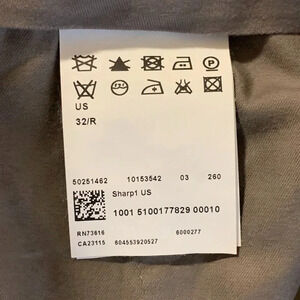 US
32/R
50251462 10153542 03 260
Sharp1 US
1001 5100177829 00010
RN73616 6000277
CA23115 604553920527